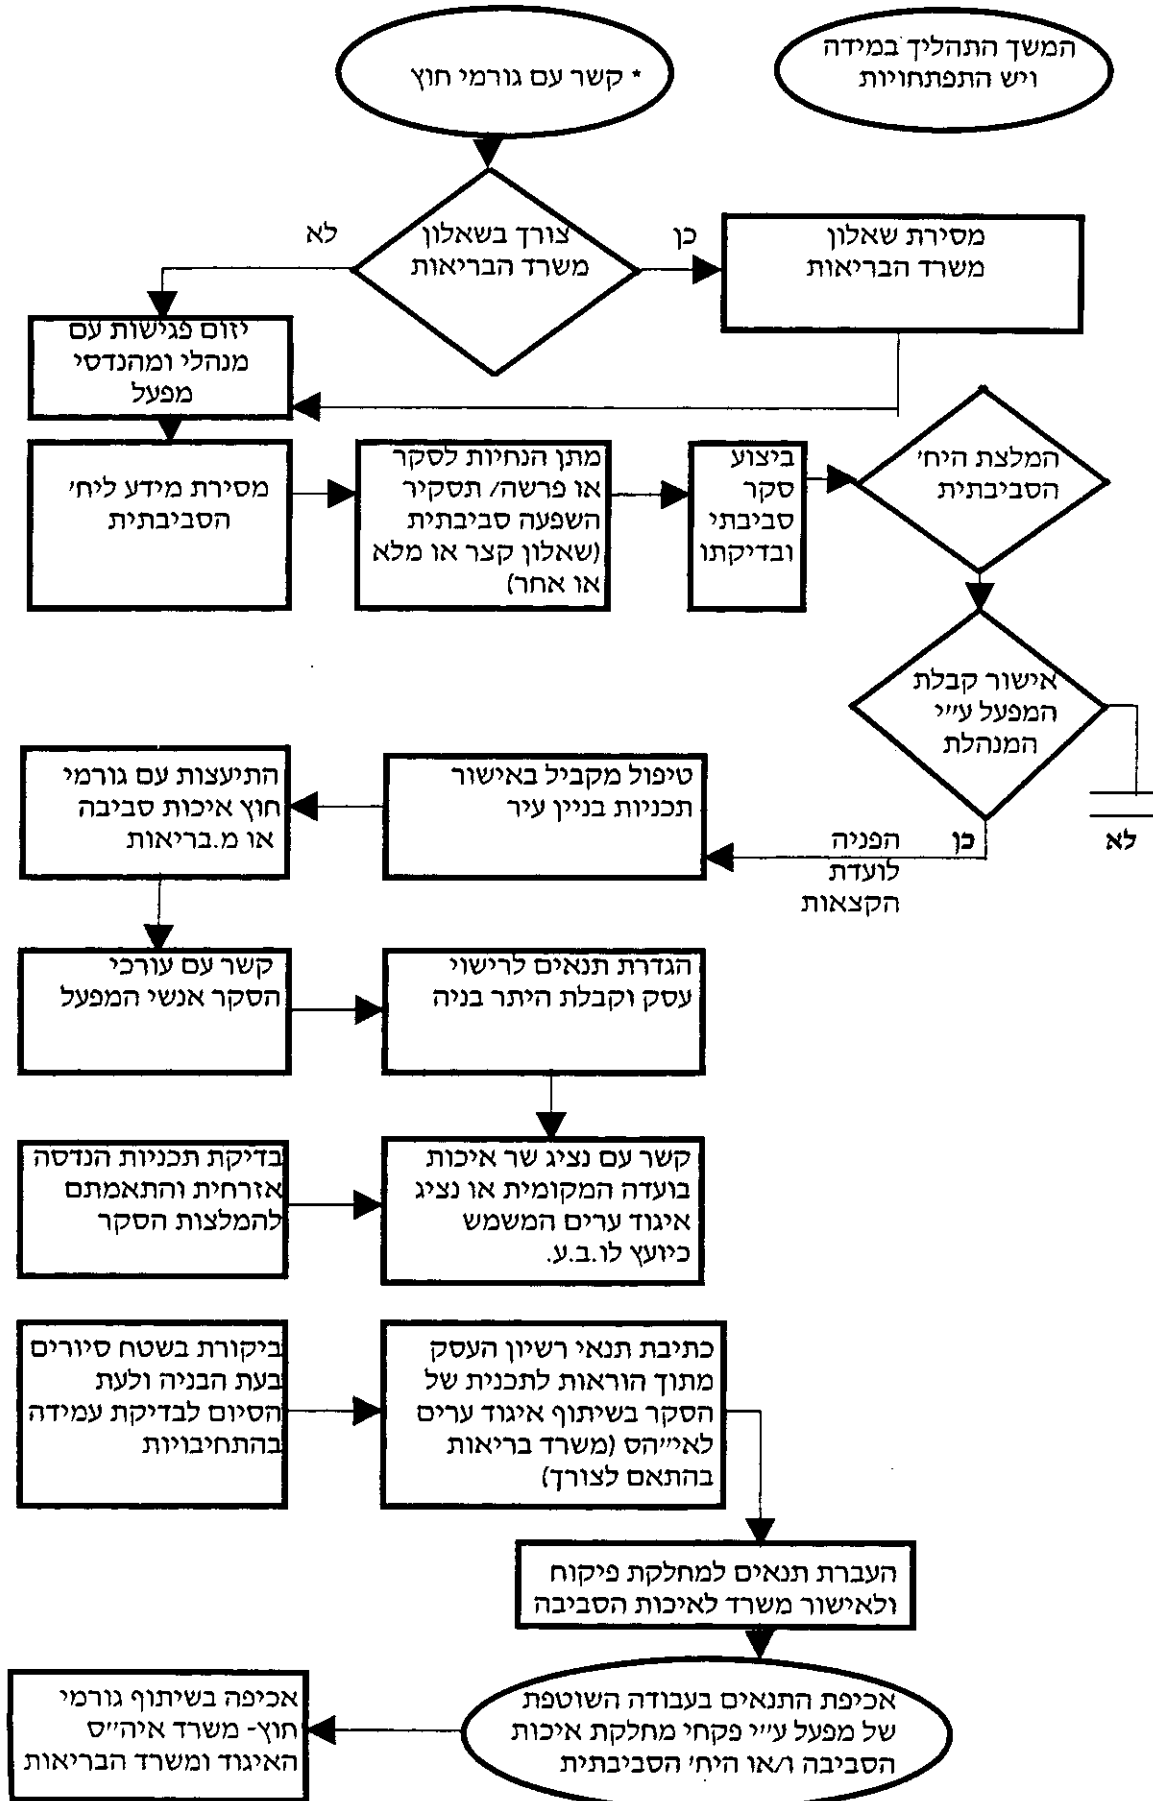 המשך התהליך במידה
ויש התפתחויות
* קשר עם גורמי חוץ
צורך בשאלון
משרד הבריאות
כן
לא
מסירת שאלון
משרד הבריאות
יזום פגישות עם
מנהלי ומהנדסי
מפעל
מסירת מידע ליח'
הסביבתית
מתן הנחיות לסקר
או פרשה/ תסקיר
השפעה סביבתית
(שאלון קצר או מלא
או אחר)
ביצוע
סקר
סביבתי
ובדיקתו
המלצת היח'
הסביבתית
אישור קבלת
המפעל ע"י
המנהלת
לא
כן
הפניה
לועדת
הקצאות
טיפול מקביל באישור
תכניות בניין עיר
התיעצות עם גורמי
חוץ איכות סביבה
או מ.בריאות
קשר עם עורכי
הסקר אנשי המפעל
הגדרת תנאים לרישוי
עסק וקבלת היתר בניה
קשר עם נציג שר איכות
בועדה המקומית או נציג
איגוד ערים המשמש
כיועץ לו.ב.ע.
בדיקת תכניות הנדסה
אזרחית והתאמתם
להמלצות הסקר
ביקורת בשטח סיורים
בעת הבניה ולעת
הסיום לבדיקת עמידה
בהתחיבויות
כתיבת תנאי רשיון העסק
מתוך הוראות לתכנית של
הסקר בשיתוף איגוד ערים
לאי"הס (משרד בריאות
בהתאם לצורך)
העברת תנאים למחלקת פיקוח
ולאישור משרד לאיכות הסביבה
אכיפת התנאים בעבודה השוטפת
של מפעל ע"י פקחי מחלקת איכות
הסביבה ו/או היח' הסביבתית
אכיפה בשיתוף גורמי
חוץ- משרד איה"ס
האיגוד ומשרד הבריאות